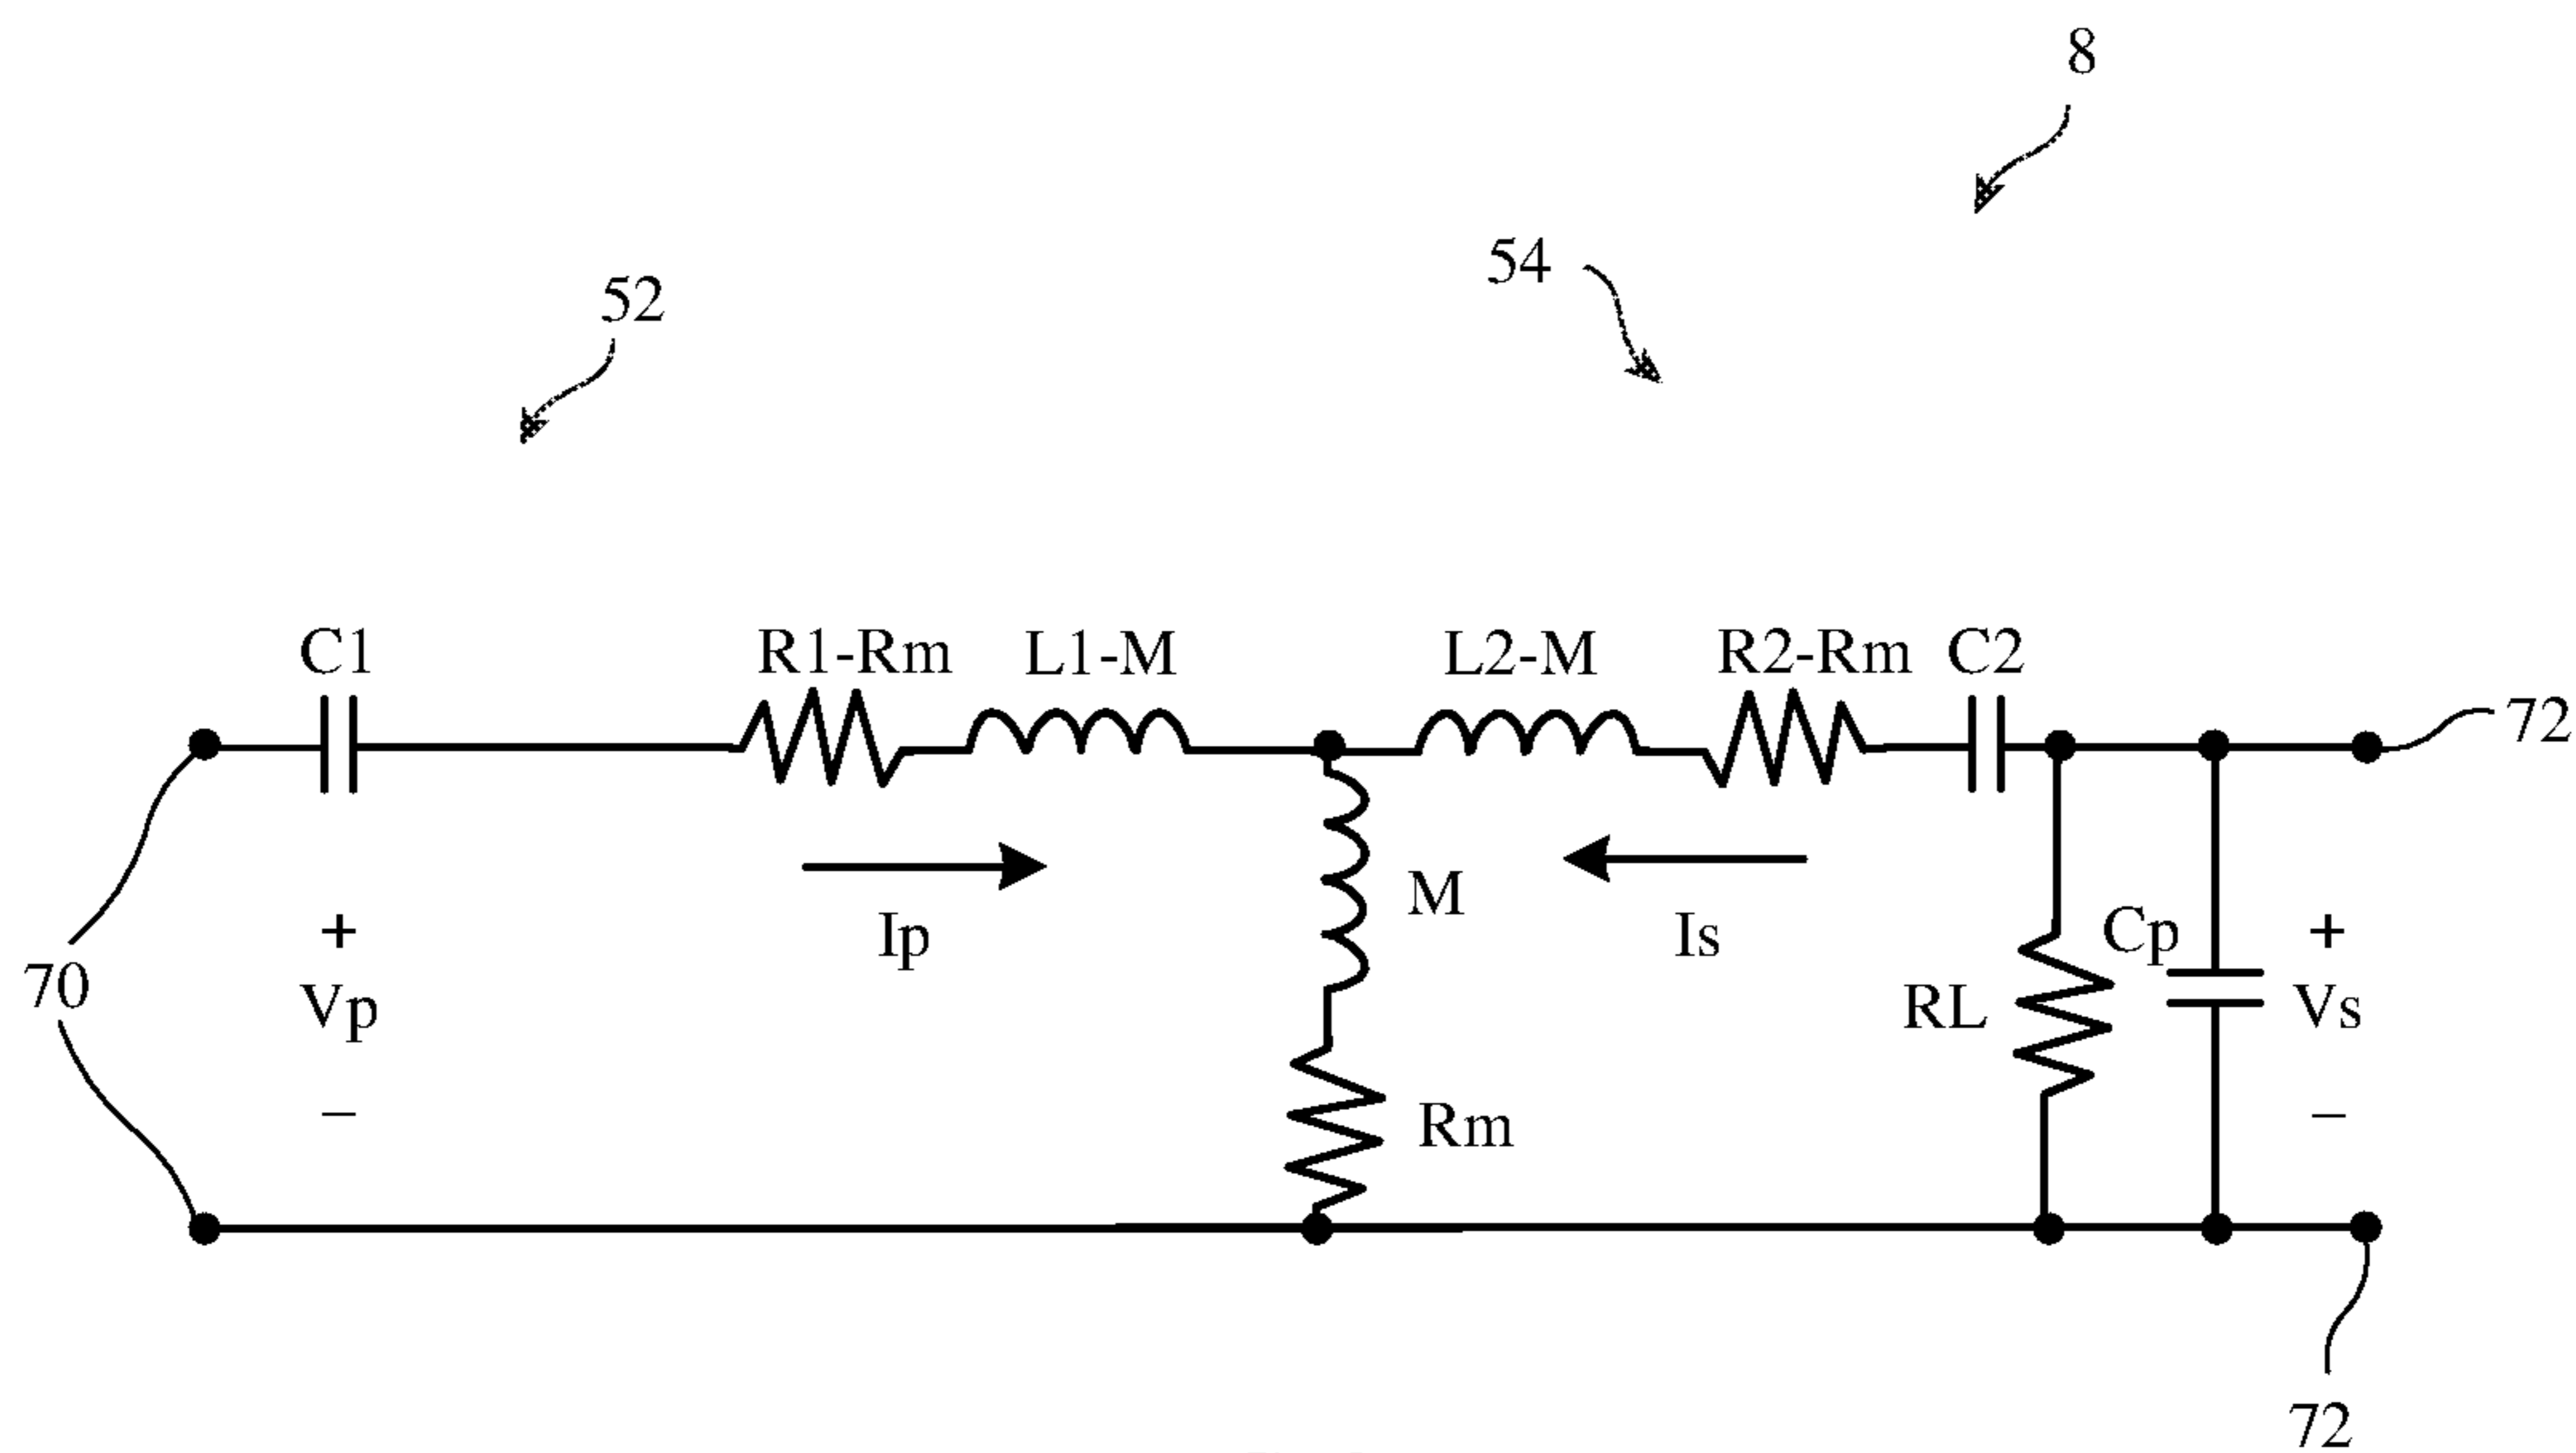 8
54
52
C1
R1-Rm
L1-M
L2-M
R2-Rm
C2
72
M
Ip
Is
Cp
+
+
70
Vp
RL
Vs
–
–
Rm
72